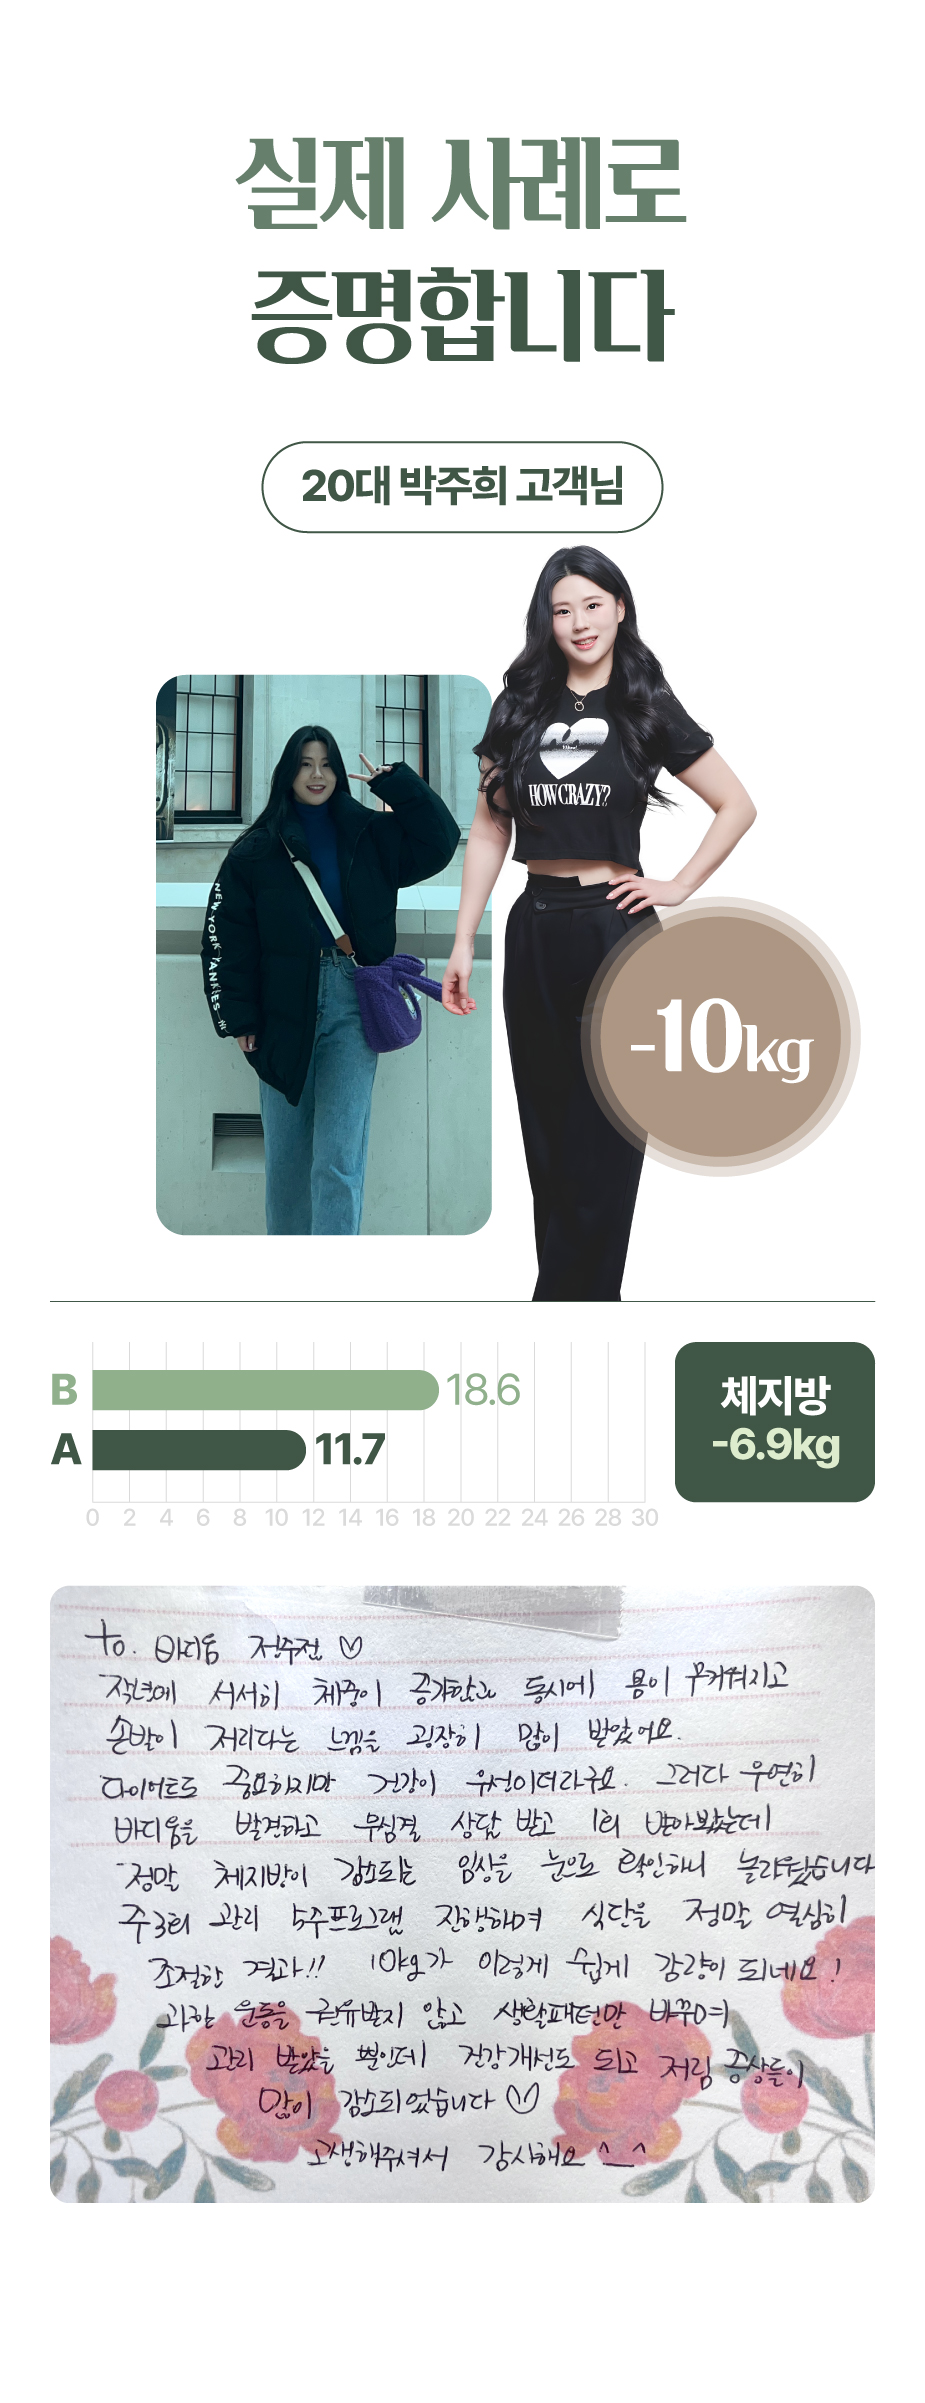 실제 사례로
증명합니다
20대 박주희 고객님
HOW CRAZY?
NEW YORK YANKEES
-10kg
B 18.6
A 11.7
0 2 4 6 8 10 12 14 16 18 20 22 24 26 28 30
체지방
-6.9kg
to. 바디움 정수점 ♡
작년에 서서히 체중이 증가함과 동시에 몸이 무거워지고
손발이 저리다는 느낌을 굉장히 많이 받았어요.
다이어트도 중요하지만 건강이 우선이더라구요. 그러다 우연히
바디움을 발견하고 무심결 상담 받고 1회 받아봤는데
정말 체지방이 감소되는 임상을 눈으로 확인하니 놀라웠습니다
주3회 관리 5주프로그램 진행하며 식단을 정말 열심히
조절한 결과!! 10kg가 이렇게 쉽게 감량이 되네요!
과한 운동을 권유받지 않고 생활패턴만 바꾸며
관리 받았을 뿐인데 건강개선도 되고 저림 증상들이
많이 감소되었습니다 ♡
고생해주셔서 감사해요 ^_^